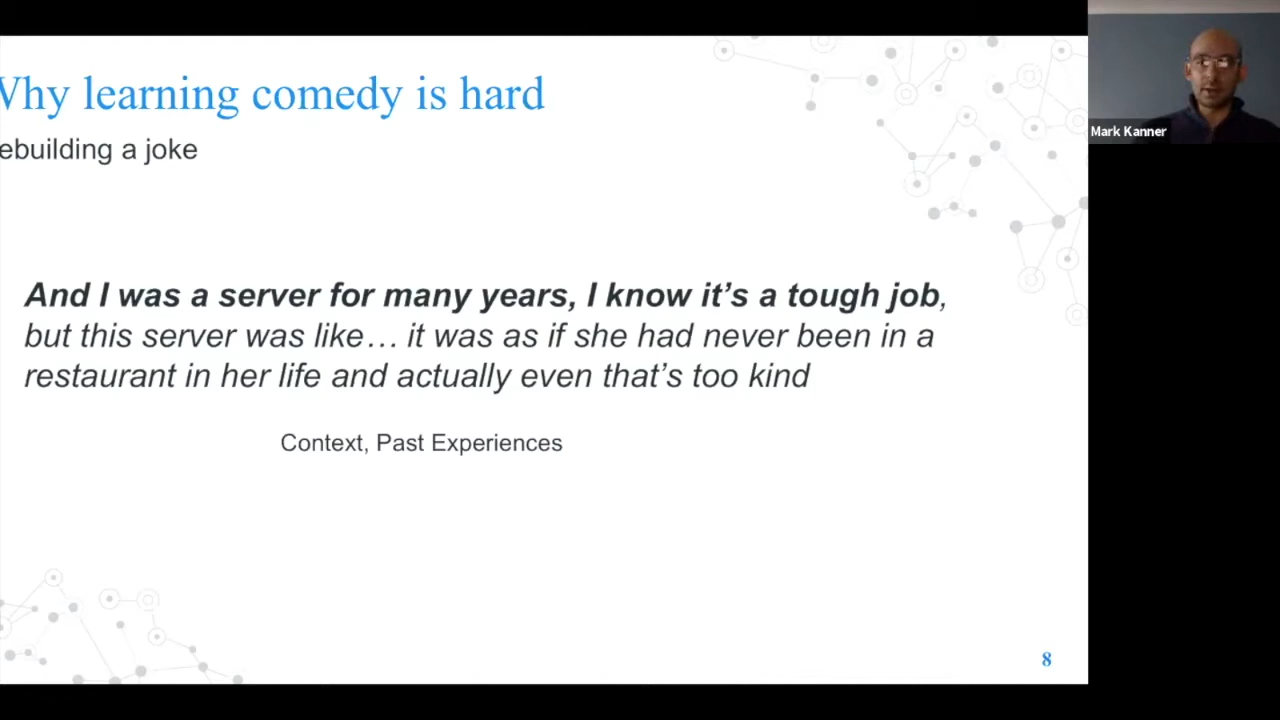 Why learning comedy is hard
ebuilding a joke
Mark Kanner
And I was a server for many years, I know it’s a tough job,
but this server was like… it was as if she had never been in a
restaurant in her life and actually even that’s too kind
Context, Past Experiences
8